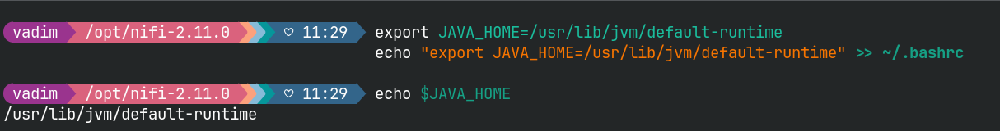 vadim /opt/nifi-2.11.0 ♡ 11:29 export JAVA_HOME=/usr/lib/jvm/default-runtime
echo "export JAVA_HOME=/usr/lib/jvm/default-runtime" >> ~/.bashrc
vadim /opt/nifi-2.11.0 ♡ 11:29 echo $JAVA_HOME
/usr/lib/jvm/default-runtime